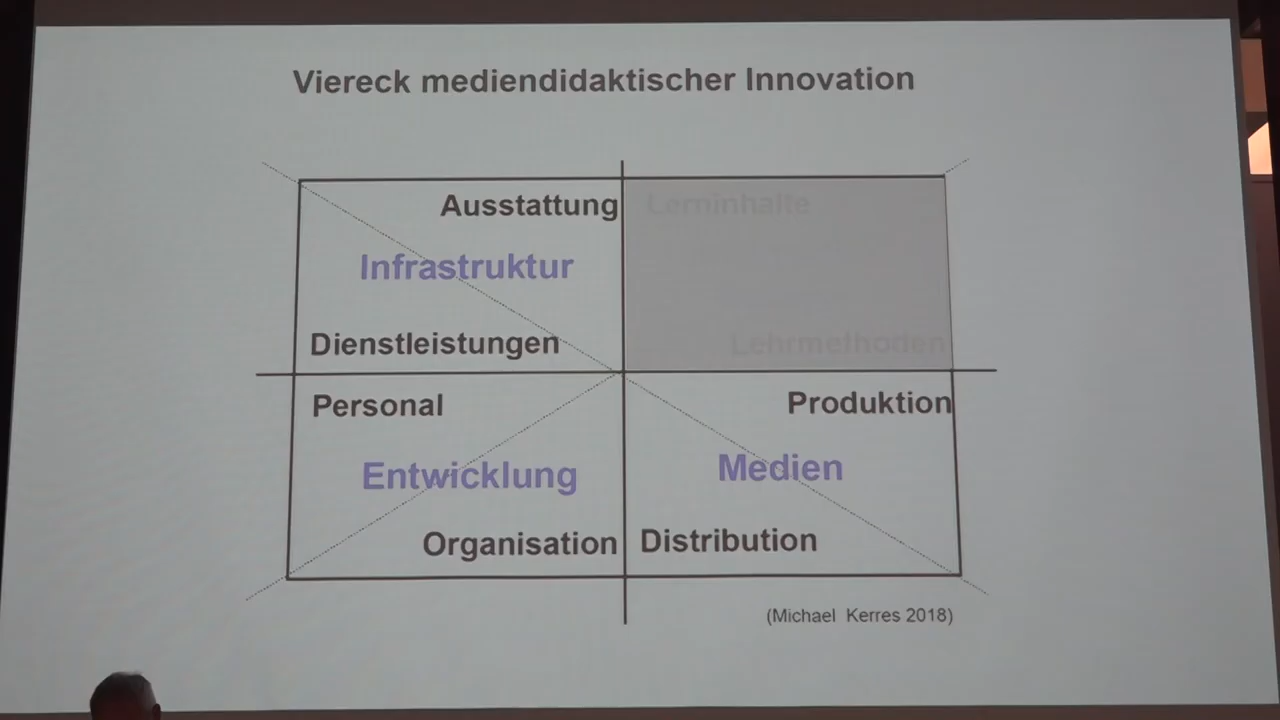 Viereck mediendidaktischer Innovation
Ausstattung
Lerninhalte
Infrastruktur
Dienstleistungen
Lehrmethoden
Personal
Produktion
Entwicklung
Medien
Organisation
Distribution
(Michael Kerres 2018)